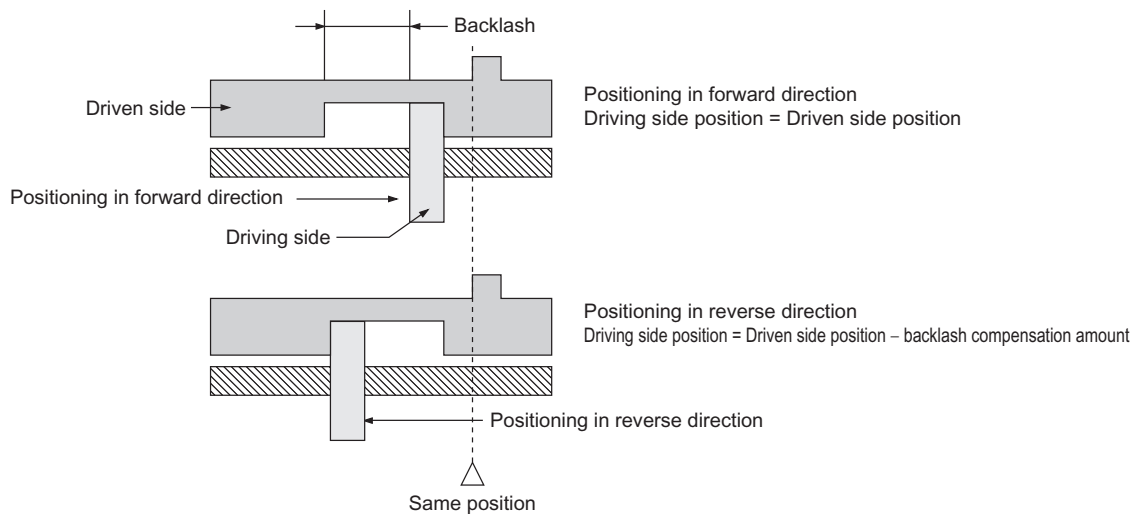 Backlash
Driven side
Positioning in forward direction
Driving side position = Driven side position
Positioning in forward direction
Driving side
Positioning in reverse direction
Driving side position = Driven side position − backlash compensation amount
Positioning in reverse direction
Same position